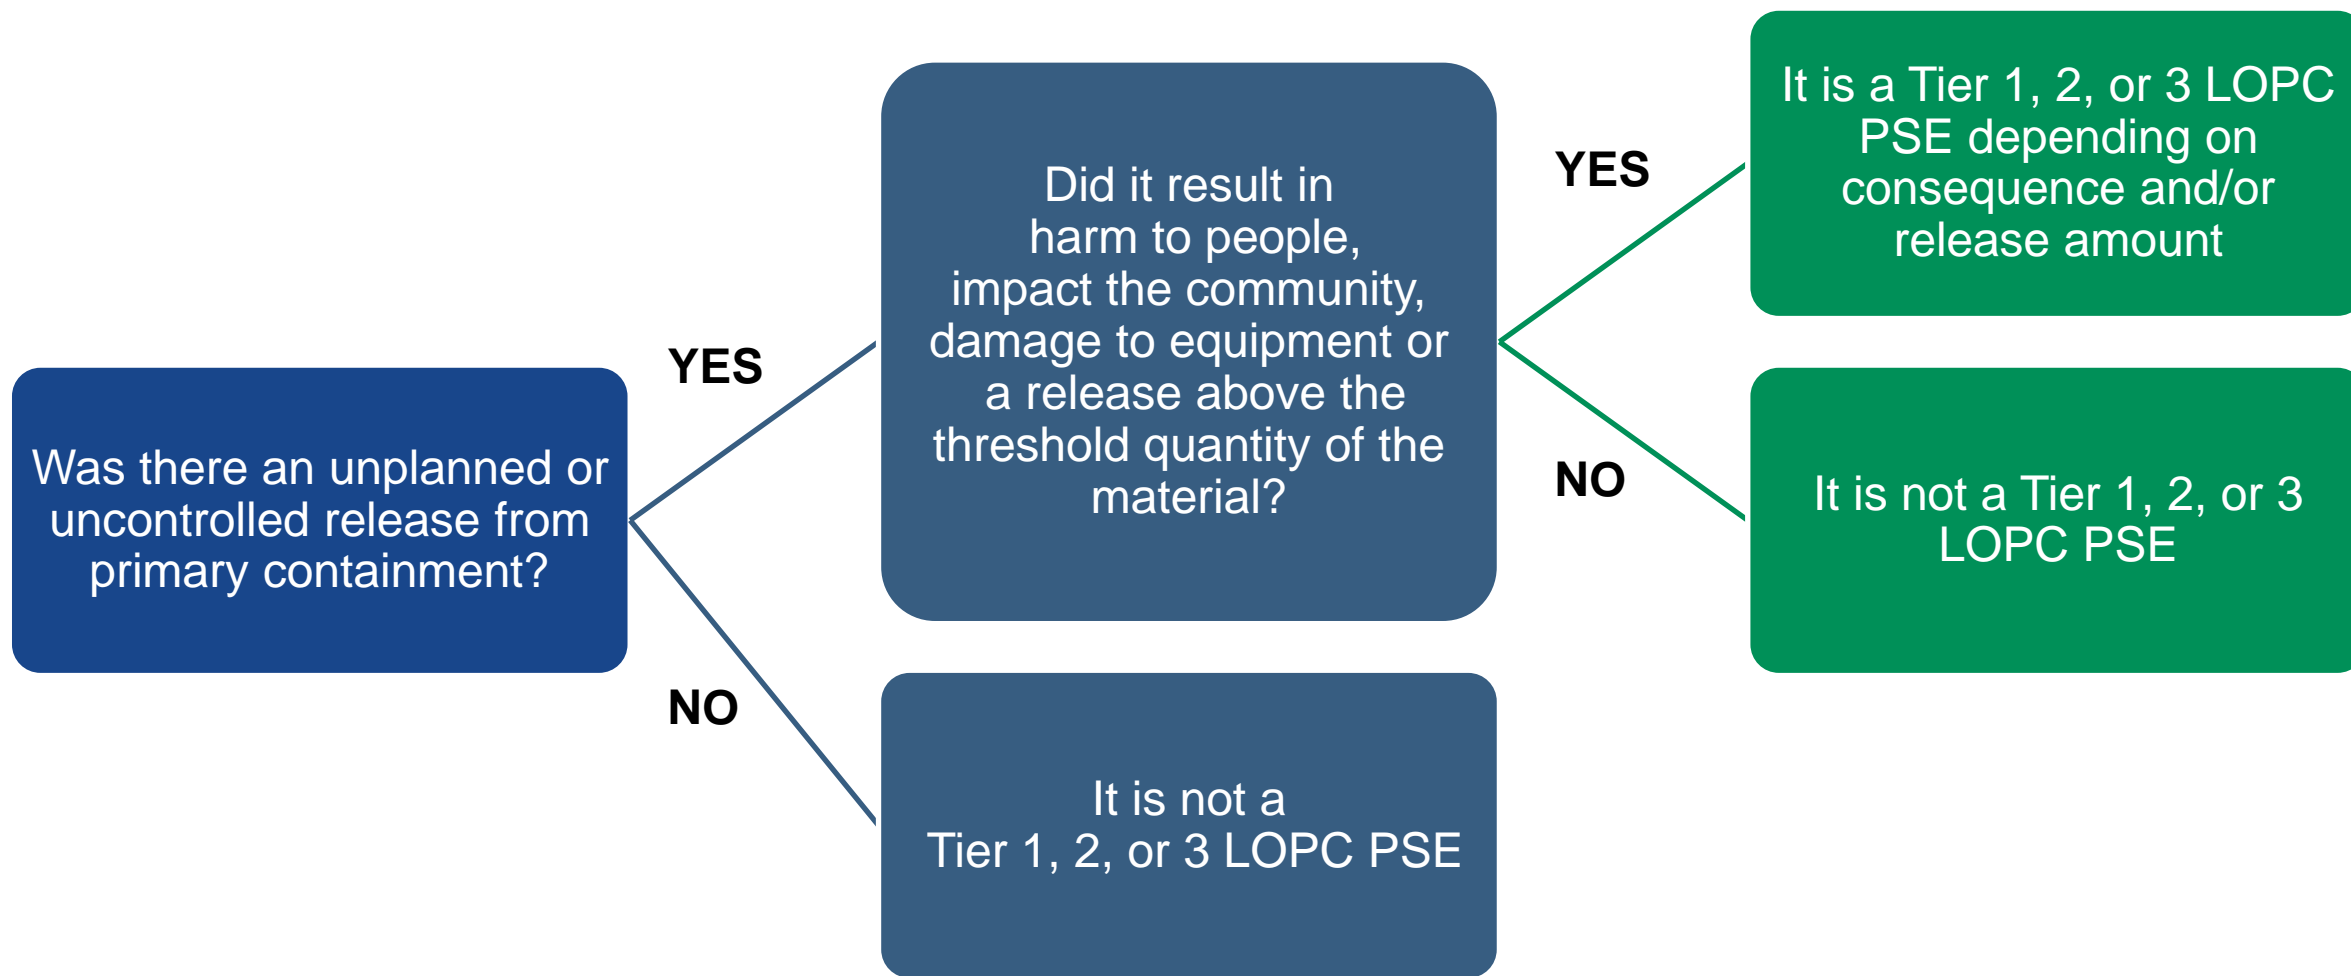 Was there an unplanned or
uncontrolled release from
primary containment?
YES
Did it result in
harm to people,
impact the community,
damage to equipment or
a release above the
threshold quantity of the
material?
YES
It is a Tier 1, 2, or 3 LOPC
PSE depending on
consequence and/or
release amount
NO
It is not a Tier 1, 2, or 3
LOPC PSE
NO
It is not a
Tier 1, 2, or 3 LOPC PSE